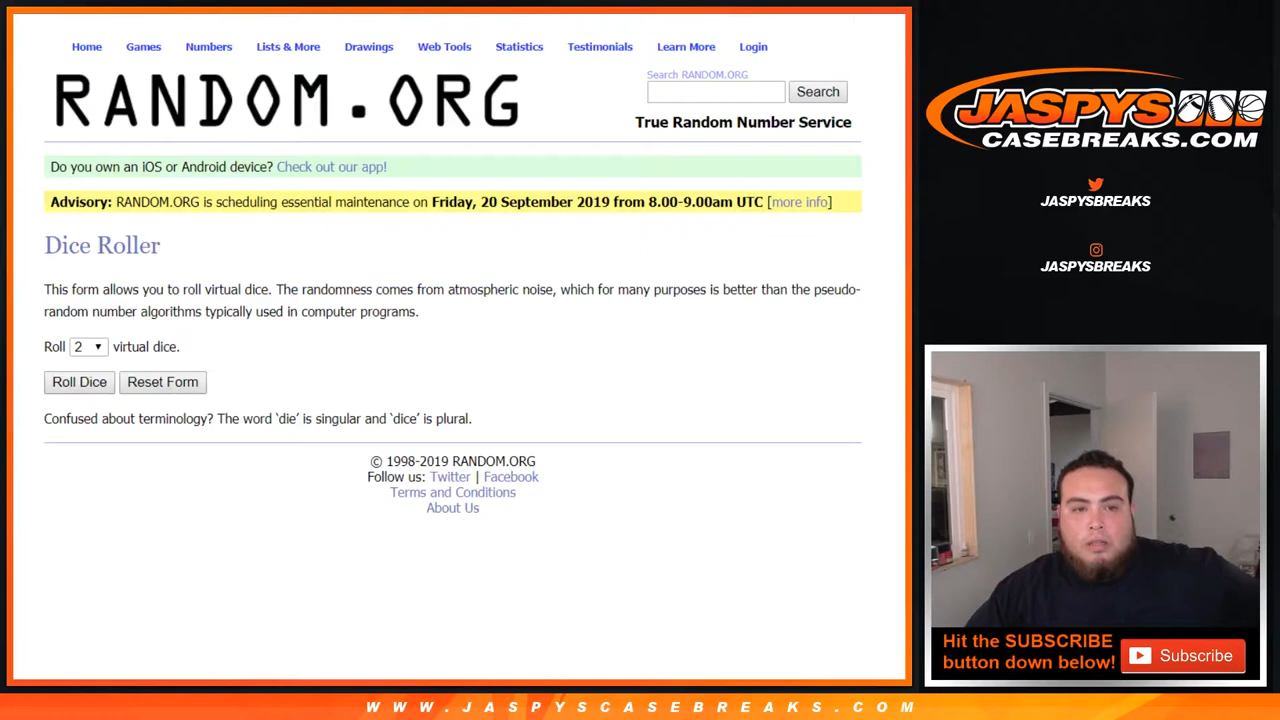 Home Games Numbers Lists & More Drawings Web Tools Statistics Testimonials Learn More Login
RANDOM.ORG
Search RANDOM.ORG
Search
True Random Number Service
Do you own an iOS or Android device? Check out our app!
Advisory: RANDOM.ORG is scheduling essential maintenance on Friday, 20 September 2019 from 8.00-9.00am UTC [more info]
Dice Roller
This form allows you to roll virtual dice. The randomness comes from atmospheric noise, which for many purposes is better than the pseudo-
random number algorithms typically used in computer programs.
Roll 2 virtual dice.
Roll Dice Reset Form
Confused about terminology? The word ‘die’ is singular and ‘dice’ is plural.
© 1998-2019 RANDOM.ORG
Follow us: Twitter | Facebook
Terms and Conditions
About Us
JASPYS
CASEBREAKS.COM
JASPYSBREAKS
JASPYSBREAKS
Hit the SUBSCRIBE
button down below!
Subscribe
WWW.JASPYSCASEBREAKS.COM